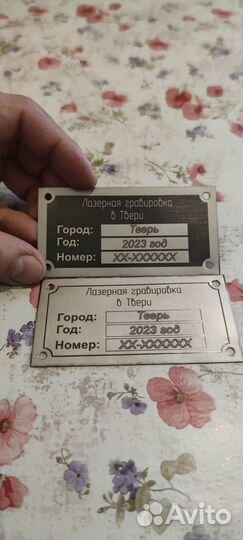 Лазерная гравировка
в Твери
Город: Тверь
Год: 2023 год
Номер: XX-XXXXXX
Лазерная гравировка
в Твери
Город: Тверь
Год: 2023 год
Номер: XX-XXXXXX
Avito